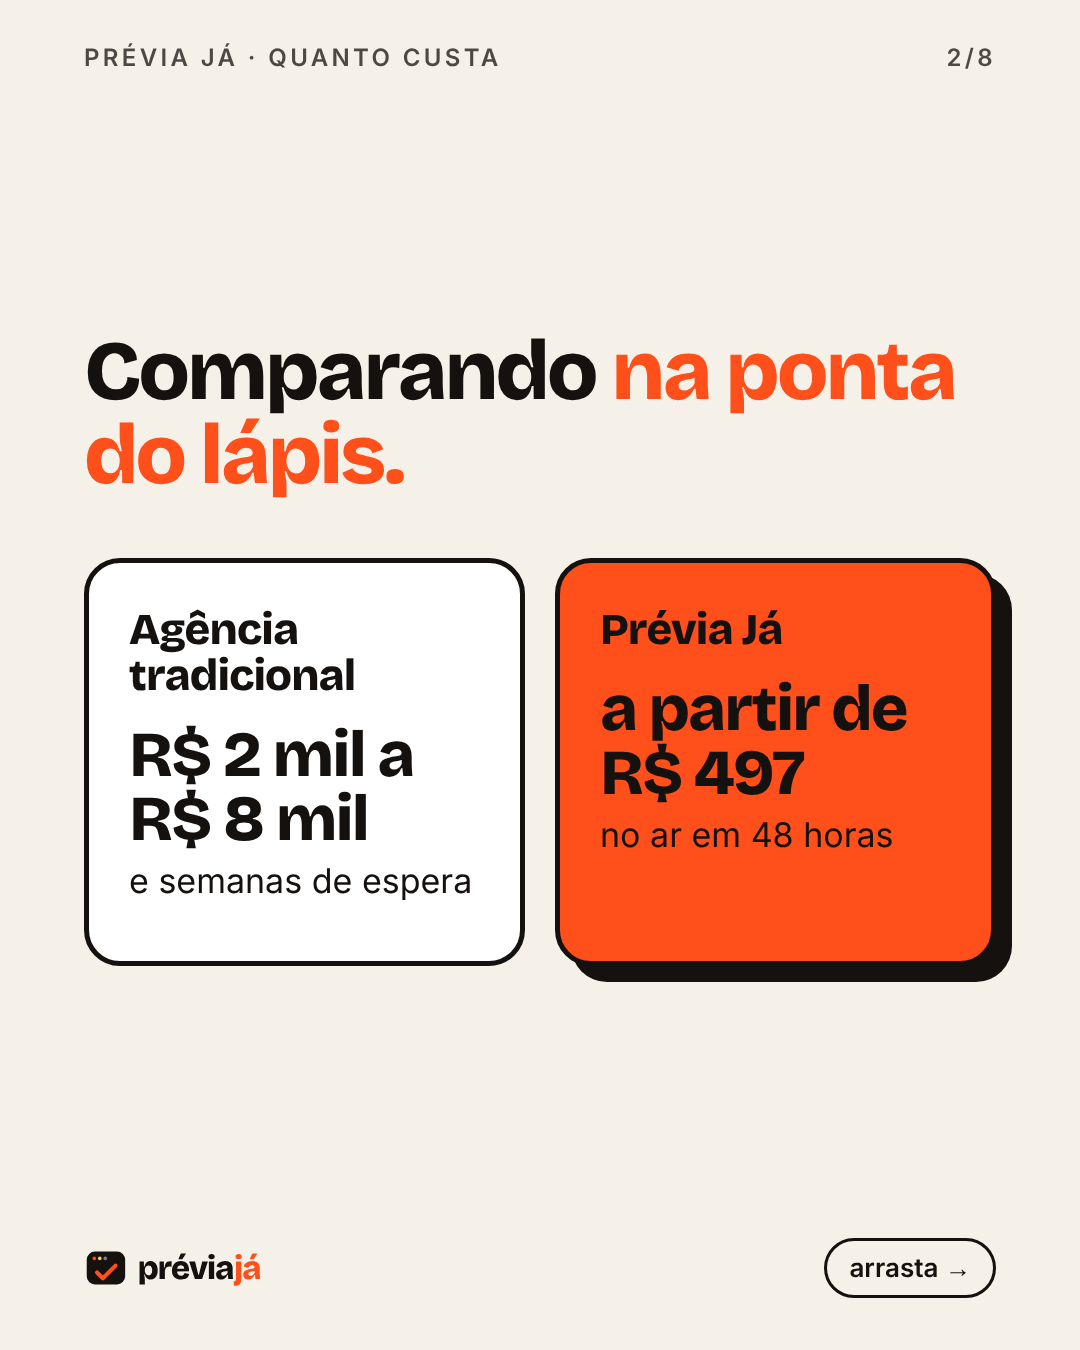 PRÉVIA JÁ · QUANTO CUSTA
2/8
Comparando na ponta
do lápis.
Agência
tradicional
R$ 2 mil a
R$ 8 mil
e semanas de espera
Prévia Já
a partir de
R$ 497
no ar em 48 horas
préviajá
arrasta →